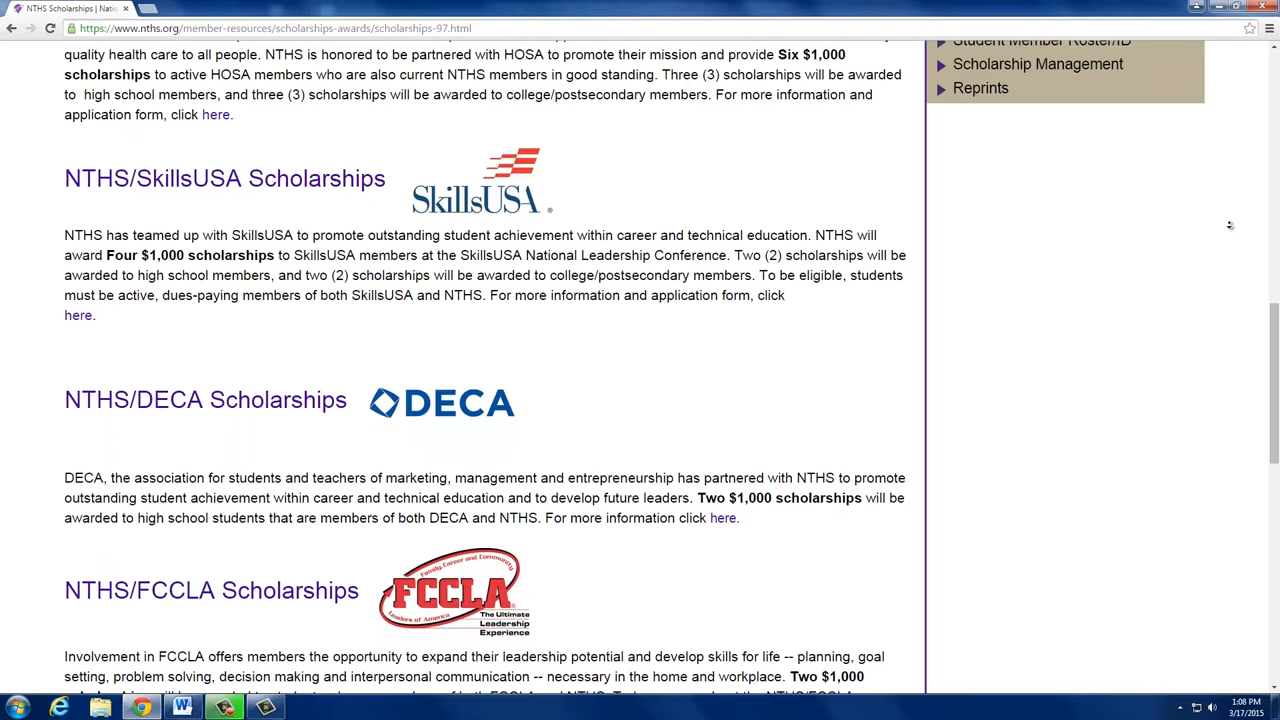 NTHS Scholarships | Natio
https://www.nths.org/member-resources/scholarships-awards/scholarships-97.html
quality health care to all people. NTHS is honored to be partnered with HOSA to promote their mission and provide Six $1,000
scholarships to active HOSA members who are also current NTHS members in good standing. Three (3) scholarships will be awarded
to high school members, and three (3) scholarships will be awarded to college/postsecondary members. For more information and
application form, click here.
Student Member Roster/ID
Scholarship Management
Reprints
NTHS/SkillsUSA Scholarships
SkillsUSA®
NTHS has teamed up with SkillsUSA to promote outstanding student achievement within career and technical education. NTHS will
award Four $1,000 scholarships to SkillsUSA members at the SkillsUSA National Leadership Conference. Two (2) scholarships will be
awarded to high school members, and two (2) scholarships will be awarded to college/postsecondary members. To be eligible, students
must be active, dues-paying members of both SkillsUSA and NTHS. For more information and application form, click
here.
NTHS/DECA Scholarships
DECA
DECA, the association for students and teachers of marketing, management and entrepreneurship has partnered with NTHS to promote
outstanding student achievement within career and technical education and to develop future leaders. Two $1,000 scholarships will be
awarded to high school students that are members of both DECA and NTHS. For more information click here.
NTHS/FCCLA Scholarships
Family, Career and Community
FCCLA
Leaders of America
The Ultimate
Leadership
Experience
Involvement in FCCLA offers members the opportunity to expand their leadership potential and develop skills for life -- planning, goal
setting, problem solving, decision making and interpersonal communication -- necessary in the home and workplace. Two $1,000
1:08 PM
3/17/2015